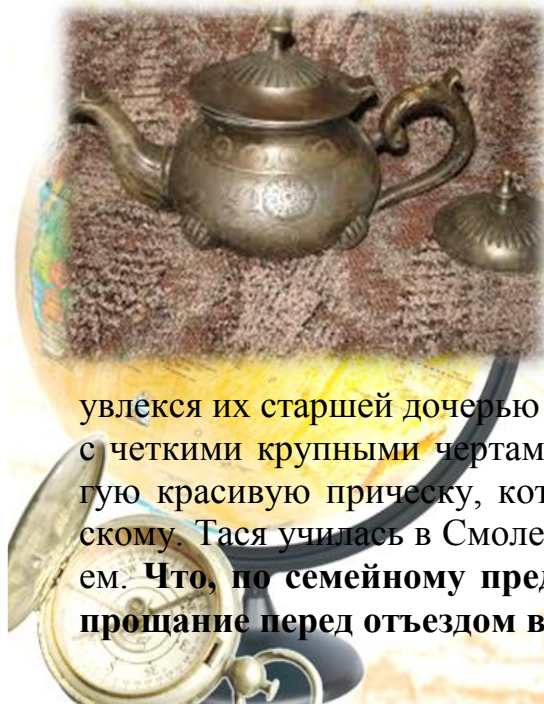 увлекся их старшей дочерью
с четкими крупными чертам
гую красивую прическу, кот
скому. Тася училась в Смоле
ем. Что, по семейному пред
прощание перед отъездом в